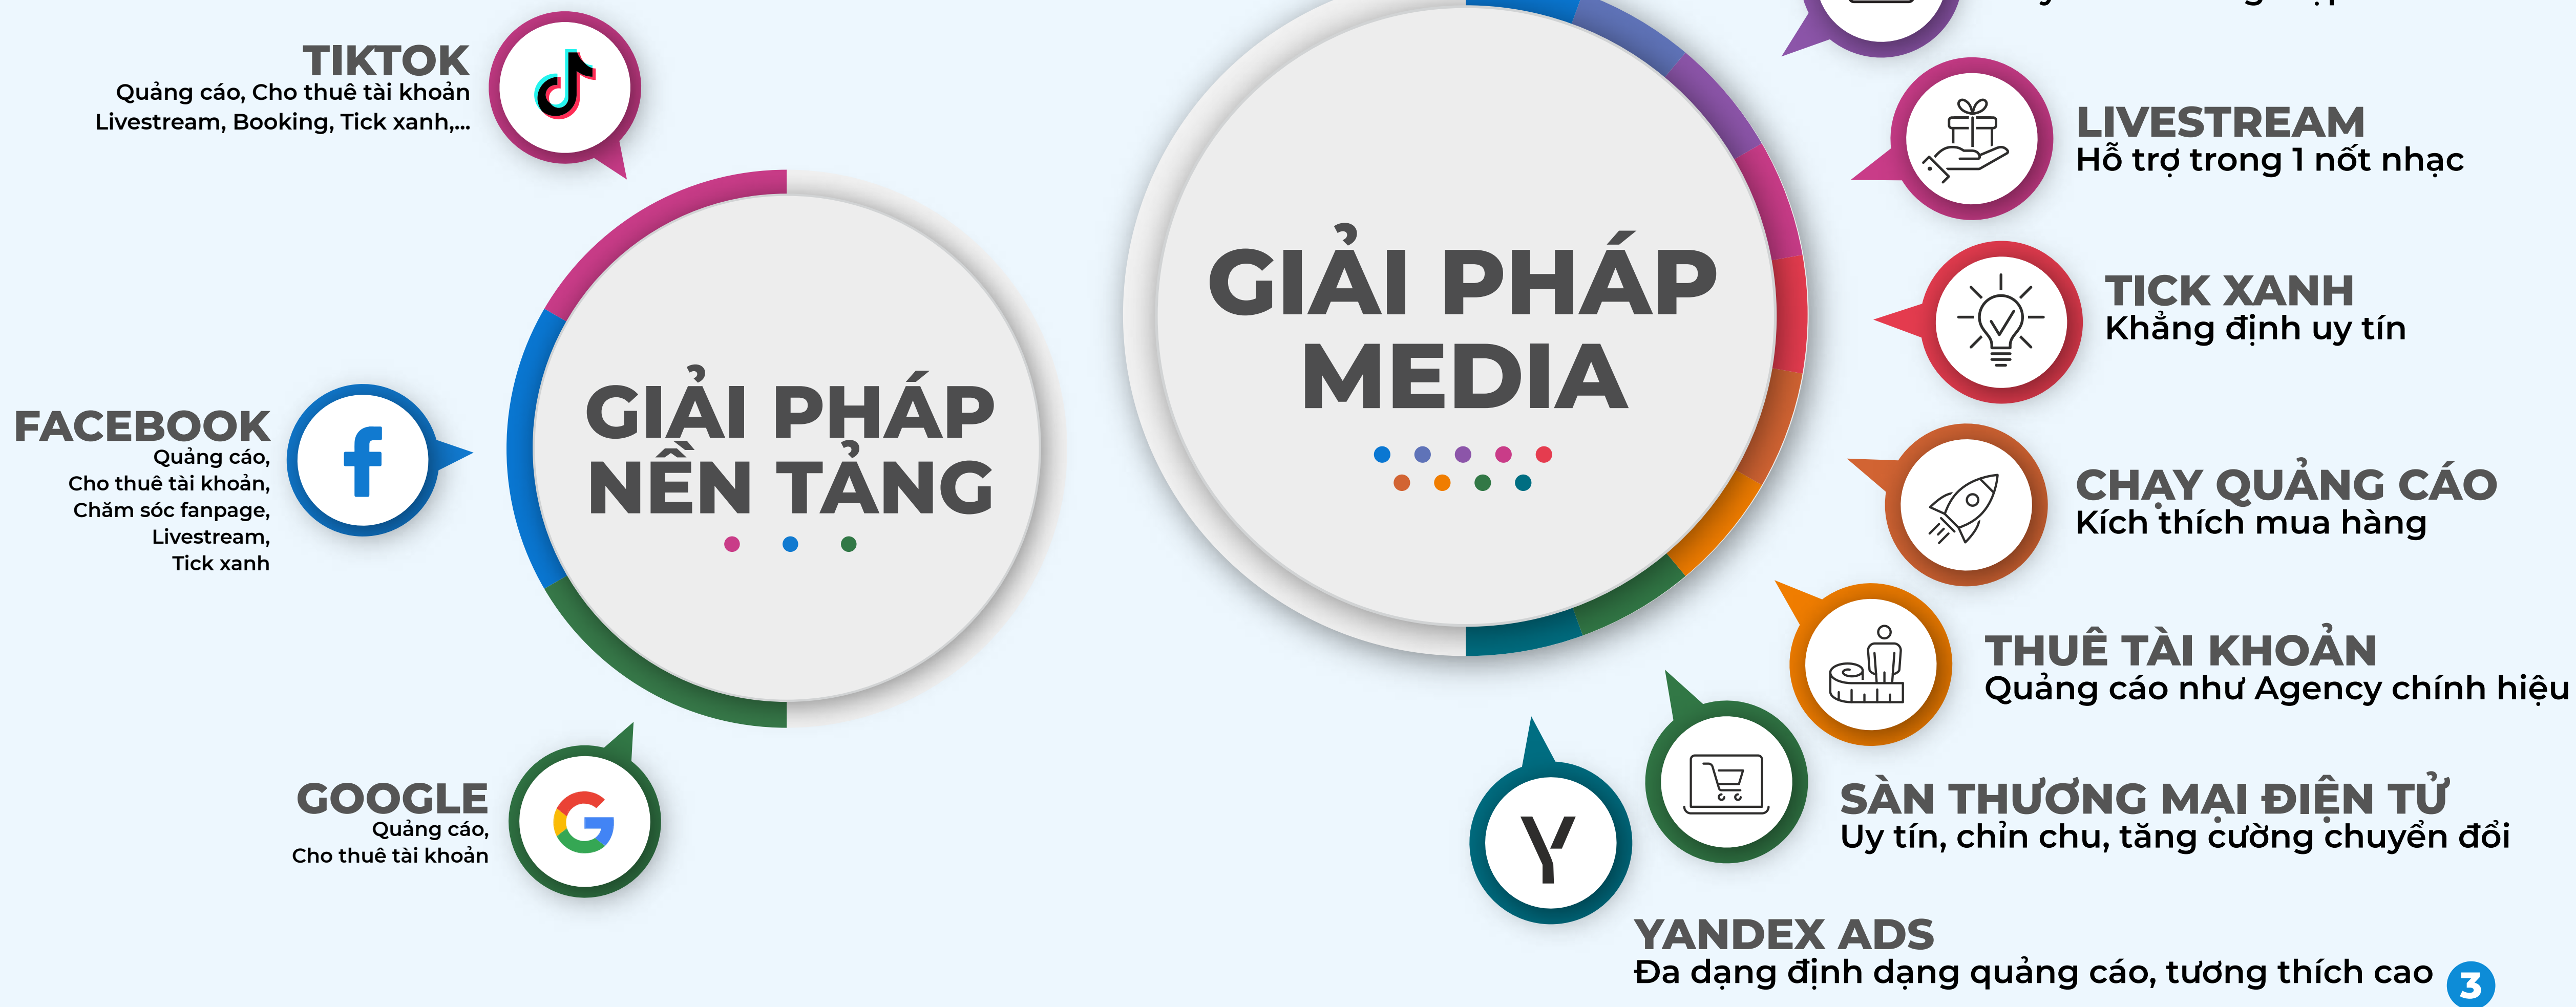 TIKTOK
Quảng cáo, Cho thuê tài khoản
Livestream, Booking, Tick xanh,...
FACEBOOK
Quảng cáo,
Cho thuê tài khoản,
Chăm sóc fanpage,
Livestream,
Tick xanh
GOOGLE
Quảng cáo,
Cho thuê tài khoản
GIẢI PHÁP
NỀN TẢNG
GIẢI PHÁP
MEDIA
LIVESTREAM
Hỗ trợ trong 1 nốt nhạc
TICK XANH
Khẳng định uy tín
CHẠY QUẢNG CÁO
Kích thích mua hàng
THUÊ TÀI KHOẢN
Quảng cáo như Agency chính hiệu
SÀN THƯƠNG MẠI ĐIỆN TỬ
Uy tín, chỉn chu, tăng cường chuyển đổi
YANDEX ADS
Đa dạng định dạng quảng cáo, tương thích cao
3